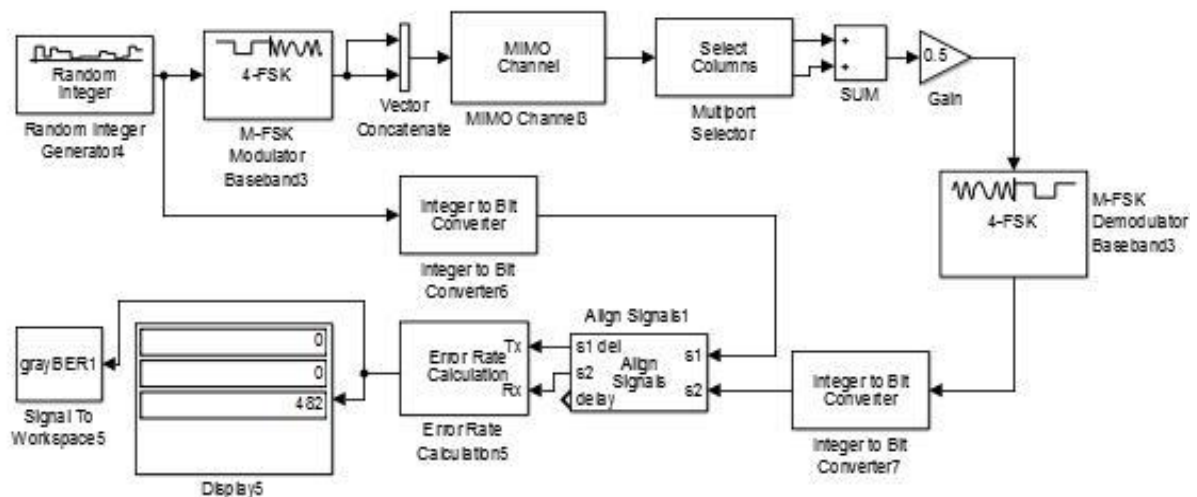 Random
Integer
Random Integer
Generator4
4-FSK
M-FSK
Modulator
Baseband3
Vector
Concatenate
MIMO
Channel
MIMO Channel3
Select
Columns
Multiport
Selector
+
+
SUM
0.5
Gain
4-FSK
M-FSK
Demodulator
Baseband3
Integer to Bit
Converter
Integer to Bit
Converter6
grayBER1
Signal To
Workspace5
0
0
482
Display5
Tx
Rx
Error Rate
Calculation
Error Rate
Calculation5
Align Signals1
s1 del
s2
delay
Align
Signals
s1
s2
Integer to Bit
Converter
Integer to Bit
Converter7